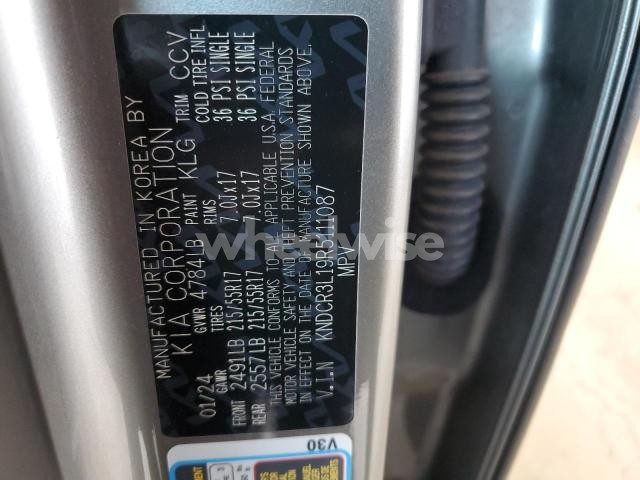 MANUFACTURED IN KOREA BY
KIA CORPORATION
01/24 GVWR 4784LB PAINT KLG TRIM CCV
GAWR TIRES RIMS COLD TIRE INFL
FRONT 2491LB 215/55R17 7.0JX17 36 PSI SINGLE
REAR 2557LB 215/55R17 7.0JX17 36 PSI SINGLE
THIS VEHICLE CONFORMS TO ALL APPLICABLE U.S.A. FEDERAL
MOTOR VEHICLE SAFETY AND THEFT PREVENTION STANDARDS
IN EFFECT ON THE DATE OF MANUFACTURE SHOWN ABOVE.
V.I.N KNDCR3L19R5111087
MPV
V30
wheelwise